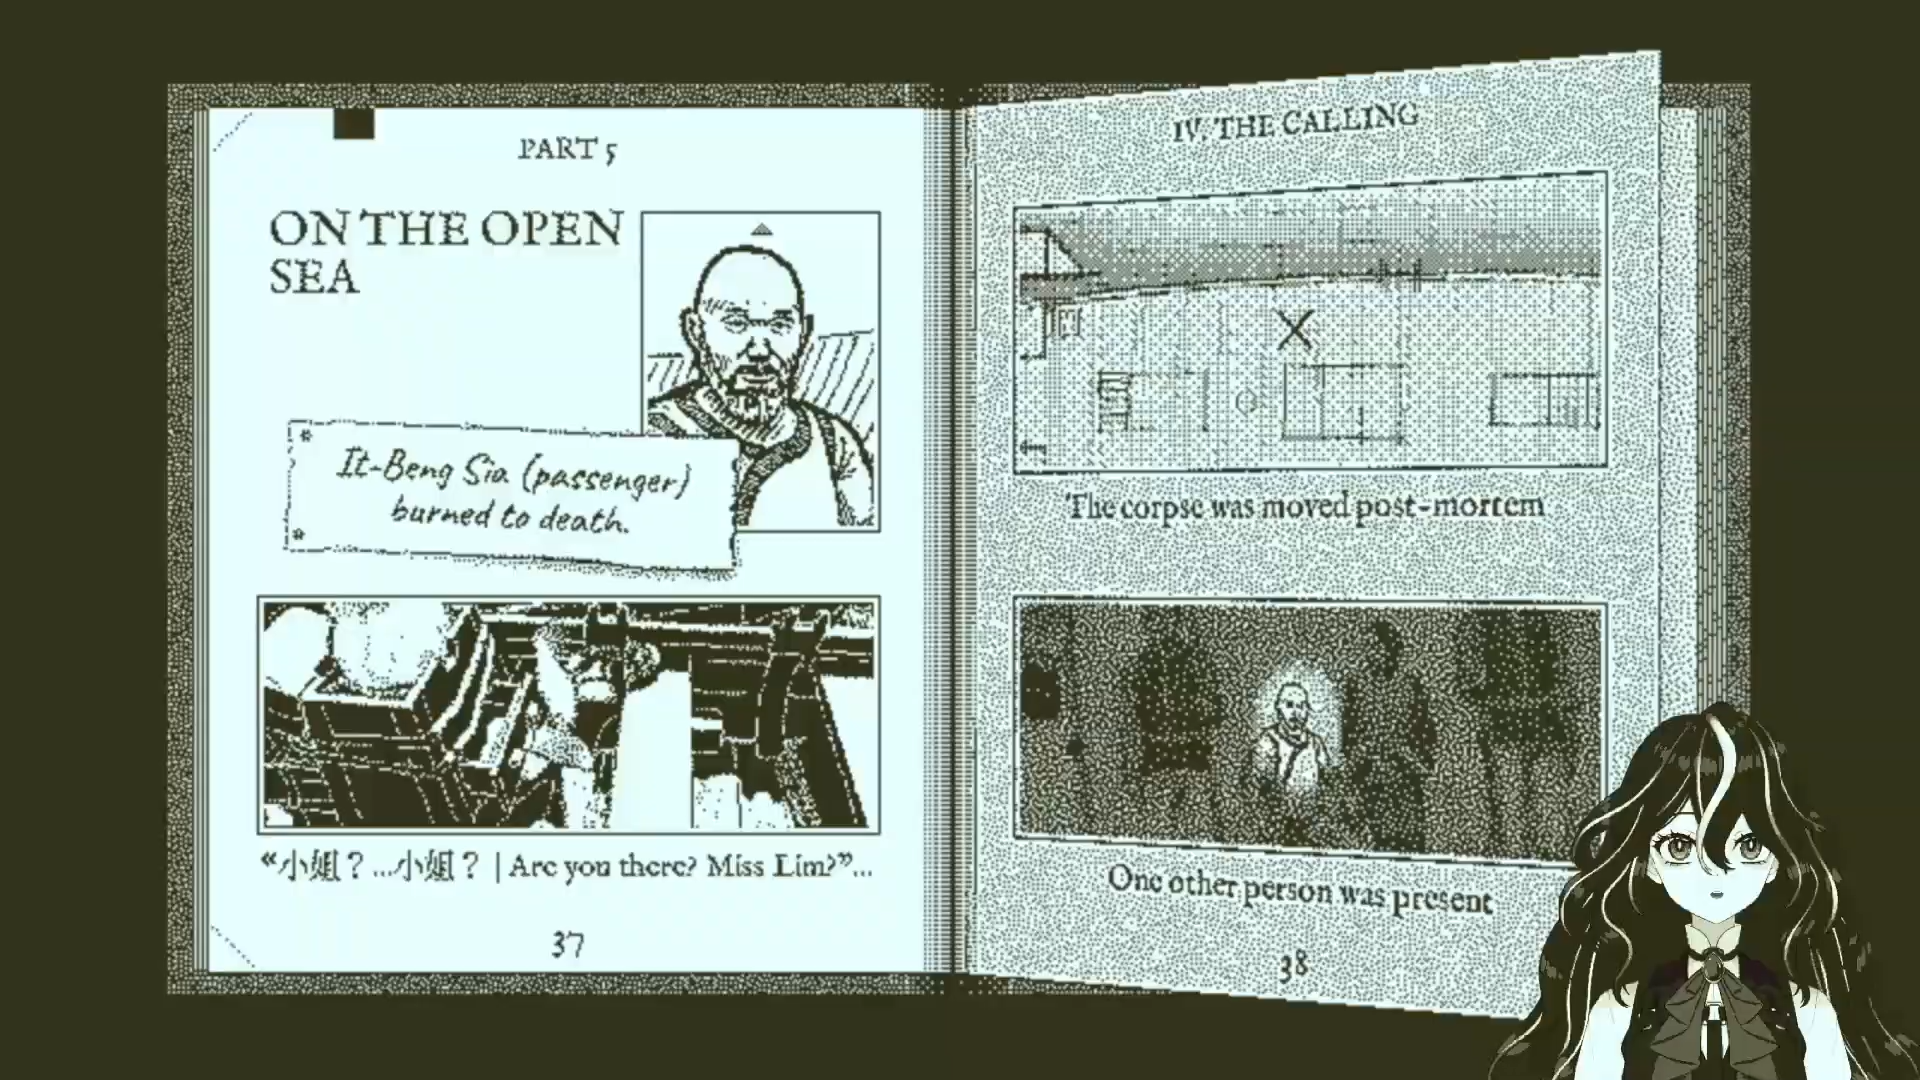 PART 5
ON THE OPEN
SEA
It-Beng Sia (passenger)
burned to death.
“小姐？...小姐？ | Are you there? Miss Lim?”...
37
IV. THE CALLING
The corpse was moved post-mortem
One other person was present
38